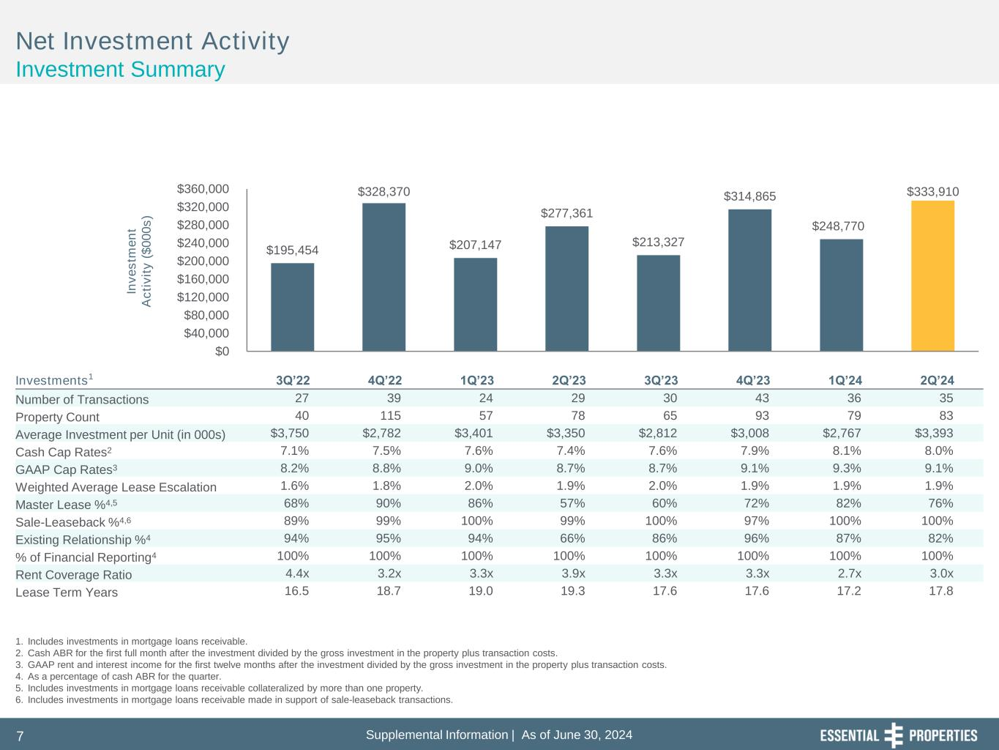 Net Investment Activity
Investment Summary
Investment
Activity ($000s)
$360,000
$320,000
$280,000
$240,000
$200,000
$160,000
$120,000
$80,000
$40,000
$0
$195,454
$328,370
$207,147
$277,361
$213,327
$314,865
$248,770
$333,910
Investments1 3Q’22 4Q’22 1Q’23 2Q’23 3Q’23 4Q’23 1Q’24 2Q’24
Number of Transactions 27 39 24 29 30 43 36 35
Property Count 40 115 57 78 65 93 79 83
Average Investment per Unit (in 000s) $3,750 $2,782 $3,401 $3,350 $2,812 $3,008 $2,767 $3,393
Cash Cap Rates2 7.1% 7.5% 7.6% 7.4% 7.6% 7.9% 8.1% 8.0%
GAAP Cap Rates3 8.2% 8.8% 9.0% 8.7% 8.7% 9.1% 9.3% 9.1%
Weighted Average Lease Escalation 1.6% 1.8% 2.0% 1.9% 2.0% 1.9% 1.9% 1.9%
Master Lease %4,5 68% 90% 86% 57% 60% 72% 82% 76%
Sale-Leaseback %4,6 89% 99% 100% 99% 100% 97% 100% 100%
Existing Relationship %4 94% 95% 94% 66% 86% 96% 87% 82%
% of Financial Reporting4 100% 100% 100% 100% 100% 100% 100% 100%
Rent Coverage Ratio 4.4x 3.2x 3.3x 3.9x 3.3x 3.3x 2.7x 3.0x
Lease Term Years 16.5 18.7 19.0 19.3 17.6 17.6 17.2 17.8
1. Includes investments in mortgage loans receivable.
2. Cash ABR for the first full month after the investment divided by the gross investment in the property plus transaction costs.
3. GAAP rent and interest income for the first twelve months after the investment divided by the gross investment in the property plus transaction costs.
4. As a percentage of cash ABR for the quarter.
5. Includes investments in mortgage loans receivable collateralized by more than one property.
6. Includes investments in mortgage loans receivable made in support of sale-leaseback transactions.
7 Supplemental Information | As of June 30, 2024 ESSENTIAL PROPERTIES